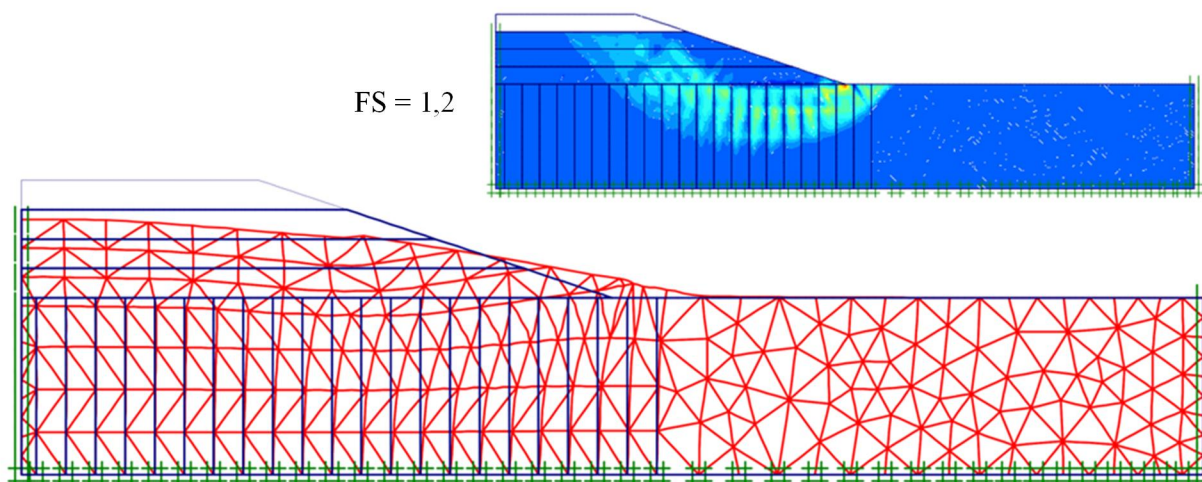 FS = 1,2